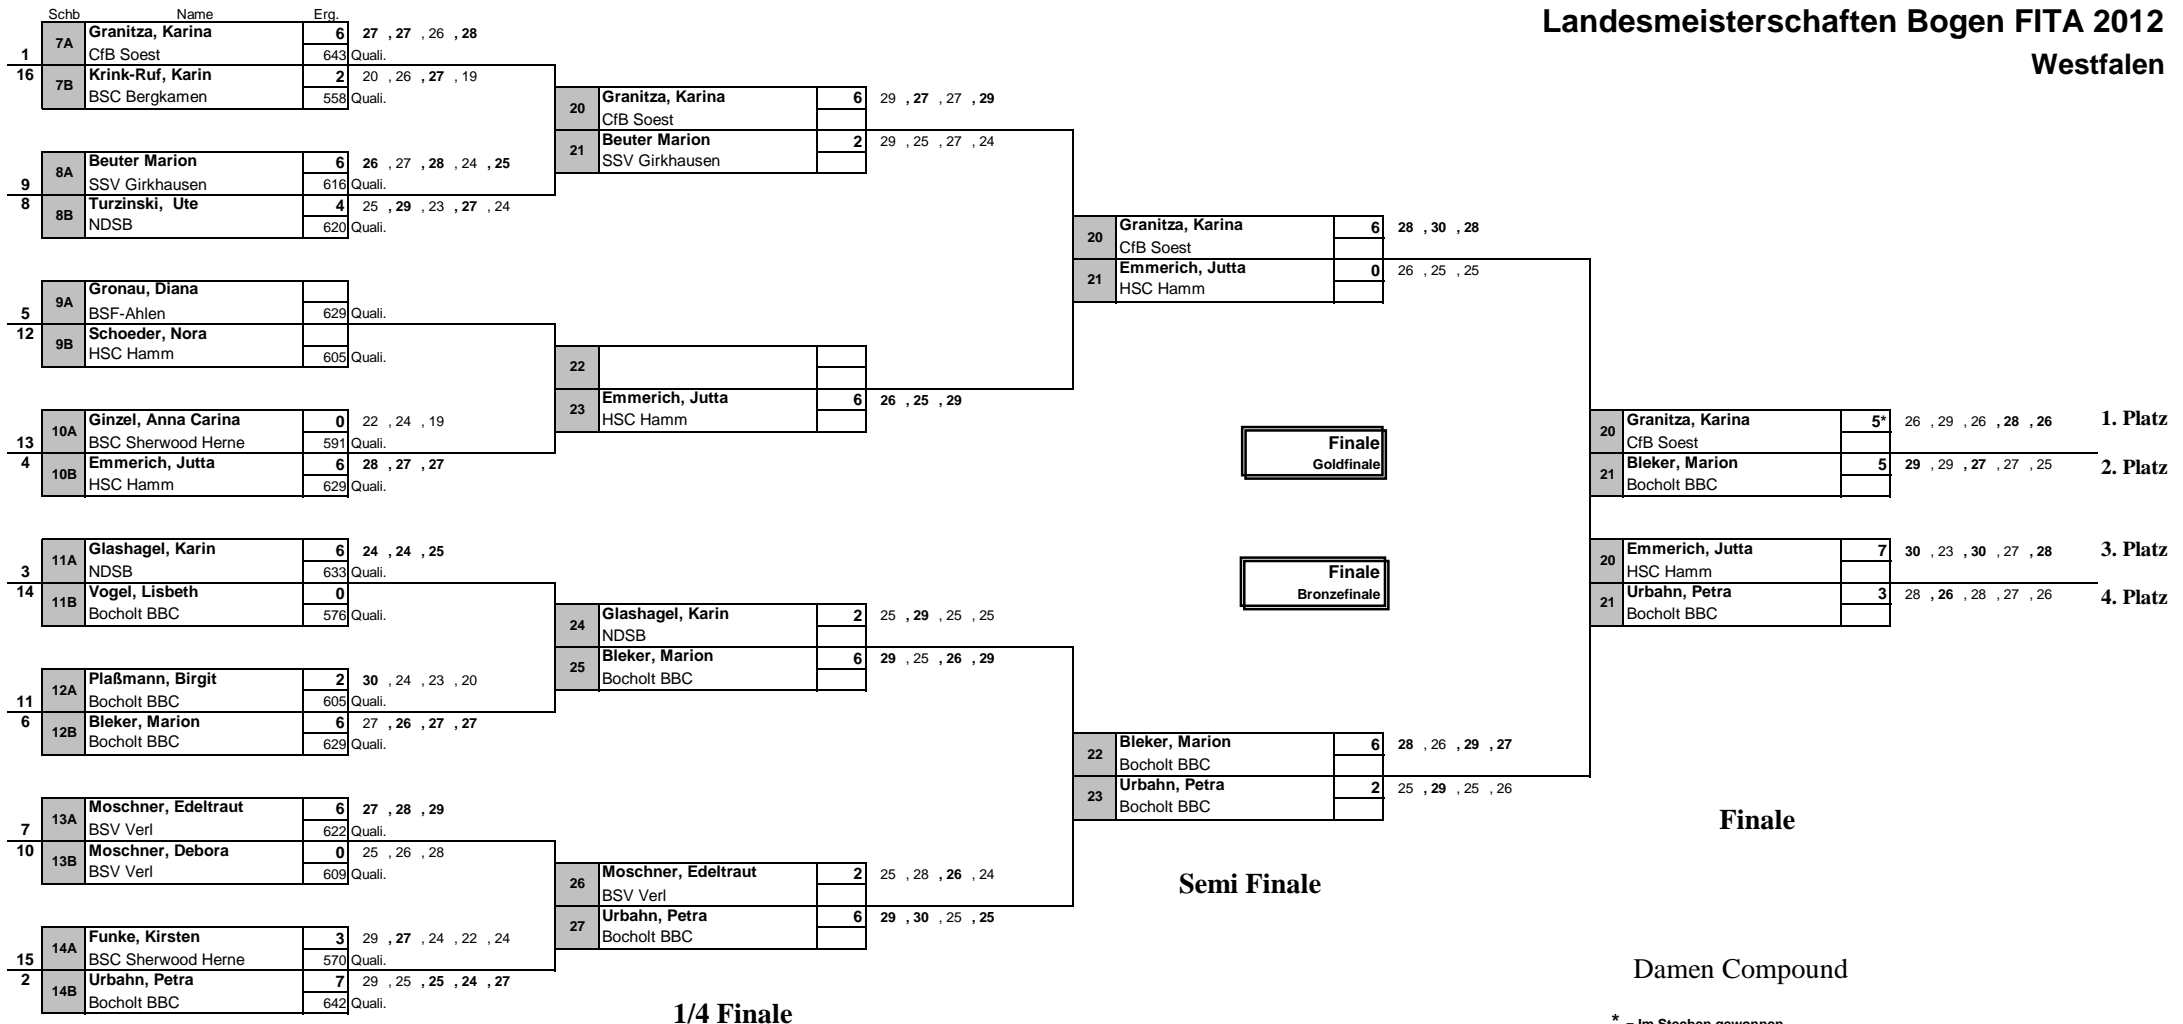 Landesmeisterschaften Bogen FITA 2012
Westfalen
Schb Name Erg.
7A Granitza, Karina 6 27 , 27 , 26 , 28
1 CfB Soest 643 Quali.
16 7B Krink-Ruf, Karin 2 20 , 26 , 27 , 19
BSC Bergkamen 558 Quali.
8A Beuter Marion 6 26 , 27 , 28 , 24 , 25
9 SSV Girkhausen 616 Quali.
8 8B Turzinski, Ute 4 25 , 29 , 23 , 27 , 24
NDSB 620 Quali.
9A Gronau, Diana
5 BSF-Ahlen 629 Quali.
12 9B Schoeder, Nora
HSC Hamm 605 Quali.
10A Ginzel, Anna Carina 0 22 , 24 , 19
13 BSC Sherwood Herne 591 Quali.
4 10B Emmerich, Jutta 6 28 , 27 , 27
HSC Hamm 629 Quali.
11A Glashagel, Karin 6 24 , 24 , 25
3 NDSB 633 Quali.
14 11B Vogel, Lisbeth 0
Bocholt BBC 576 Quali.
12A Plaßmann, Birgit 2 30 , 24 , 23 , 20
11 Bocholt BBC 605 Quali.
6 12B Bleker, Marion 6 27 , 26 , 27 , 27
Bocholt BBC 629 Quali.
13A Moschner, Edeltraut 6 27 , 28 , 29
7 BSV Verl 622 Quali.
10 13B Moschner, Debora 0 25 , 26 , 28
BSV Verl 609 Quali.
14A Funke, Kirsten 3 29 , 27 , 24 , 22 , 24
15 BSC Sherwood Herne 570 Quali.
2 14B Urbahn, Petra 7 29 , 25 , 25 , 24 , 27
Bocholt BBC 642 Quali.
20 Granitza, Karina 6 29 , 27 , 27 , 29
CfB Soest
21 Beuter Marion 2 29 , 25 , 27 , 24
SSV Girkhausen
22
23 Emmerich, Jutta 6 26 , 25 , 29
HSC Hamm
24 Glashagel, Karin 2 25 , 29 , 25 , 25
NDSB
25 Bleker, Marion 6 29 , 25 , 26 , 29
Bocholt BBC
26 Moschner, Edeltraut 2 25 , 28 , 26 , 24
BSV Verl
27 Urbahn, Petra 6 29 , 30 , 25 , 25
Bocholt BBC
1/4 Finale
20 Granitza, Karina 6 28 , 30 , 28
CfB Soest
21 Emmerich, Jutta 0 26 , 25 , 25
HSC Hamm
Finale
Goldfinale
Finale
Bronzefinale
22 Bleker, Marion 6 28 , 26 , 29 , 27
Bocholt BBC
23 Urbahn, Petra 2 25 , 29 , 25 , 26
Bocholt BBC
Semi Finale
20 Granitza, Karina 5* 26 , 29 , 26 , 28 , 26 1. Platz
CfB Soest
21 Bleker, Marion 5 29 , 29 , 27 , 27 , 25 2. Platz
Bocholt BBC
20 Emmerich, Jutta 7 30 , 23 , 30 , 27 , 28 3. Platz
HSC Hamm
21 Urbahn, Petra 3 28 , 26 , 28 , 27 , 26 4. Platz
Bocholt BBC
Finale
Damen Compound
* = Im Stechen gewonnen